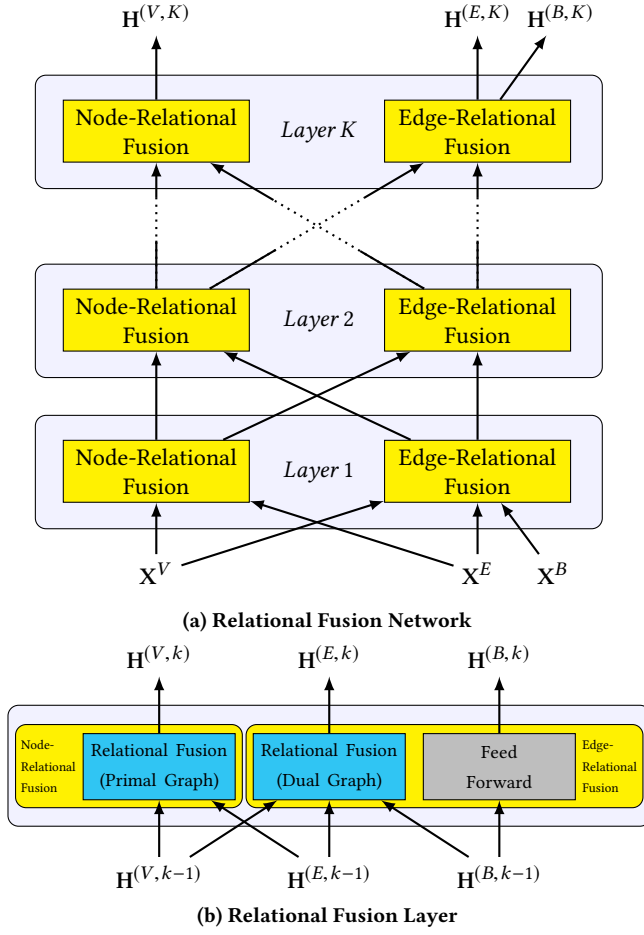 H^(V,K) H^(E,K) H^(B,K)
Node-Relational
Fusion
Layer K
Edge-Relational
Fusion
Node-Relational
Fusion
Layer 2
Edge-Relational
Fusion
Node-Relational
Fusion
Layer 1
Edge-Relational
Fusion
X^V X^E X^B
(a) Relational Fusion Network
H^(V,k) H^(E,k) H^(B,k)
Node-
Relational
Fusion
Relational Fusion
(Primal Graph)
Relational Fusion
(Dual Graph)
Feed
Forward
Edge-
Relational
Fusion
H^(V,k−1) H^(E,k−1) H^(B,k−1)
(b) Relational Fusion Layer